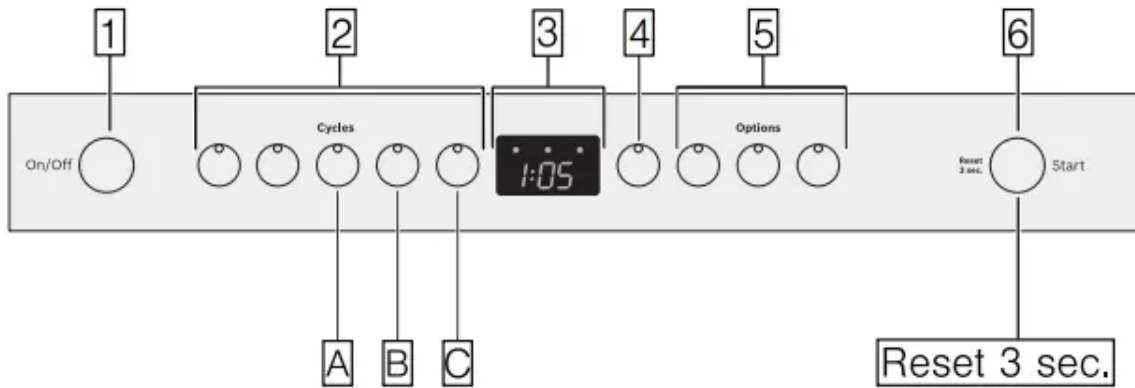 1 2 3 4 5 6
Cycles
Options
On/Off
1:05
Reset
3 sec.
Start
A B C
Reset 3 sec.